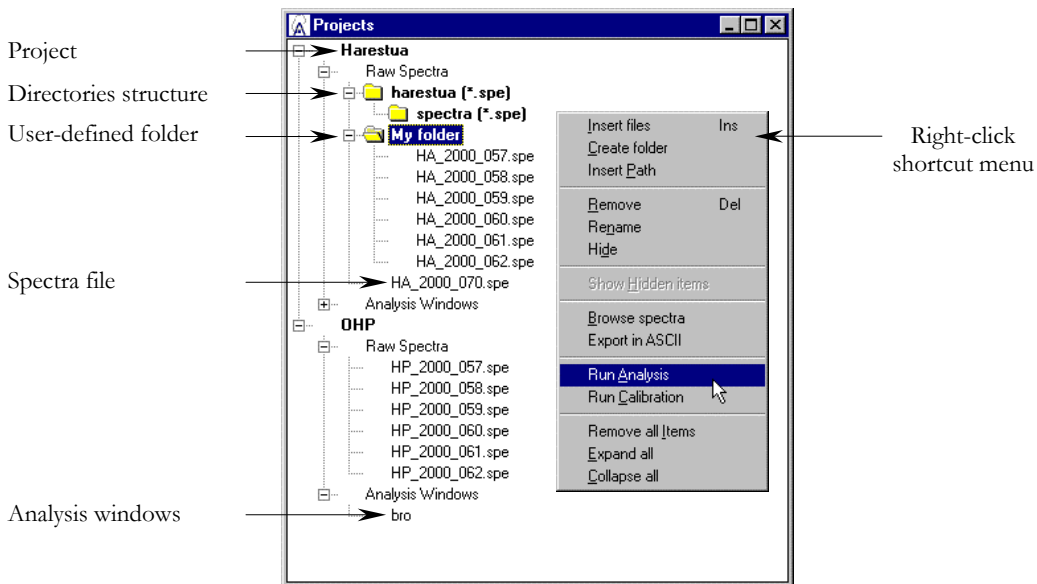 Projects
Project
Harestua
Raw Spectra
Directories structure
harestua (*.spe)
spectra (*.spe)
User-defined folder
My folder
HA_2000_057.spe
HA_2000_058.spe
HA_2000_059.spe
HA_2000_060.spe
HA_2000_061.spe
HA_2000_062.spe
Spectra file
HA_2000_070.spe
Analysis Windows
OHP
Raw Spectra
HP_2000_057.spe
HP_2000_058.spe
HP_2000_059.spe
HP_2000_060.spe
HP_2000_061.spe
HP_2000_062.spe
Analysis Windows
Analysis windows
bro
Insert files Ins
Create folder
Insert Path
Remove Del
Rename
Hide
Show Hidden items
Browse spectra
Export in ASCII
Run Analysis
Run Calibration
Remove all Items
Expand all
Collapse all
Right-click
shortcut menu